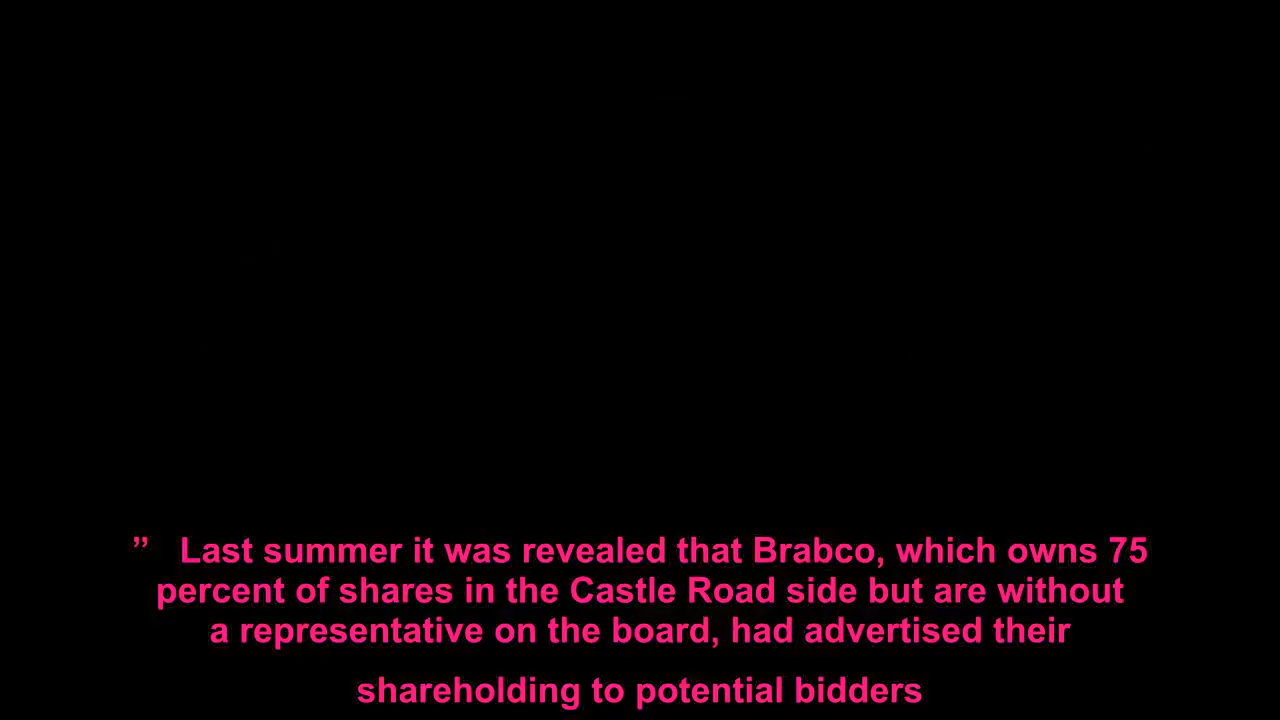 ” Last summer it was revealed that Brabco, which owns 75
percent of shares in the Castle Road side but are without
a representative on the board, had advertised their
shareholding to potential bidders